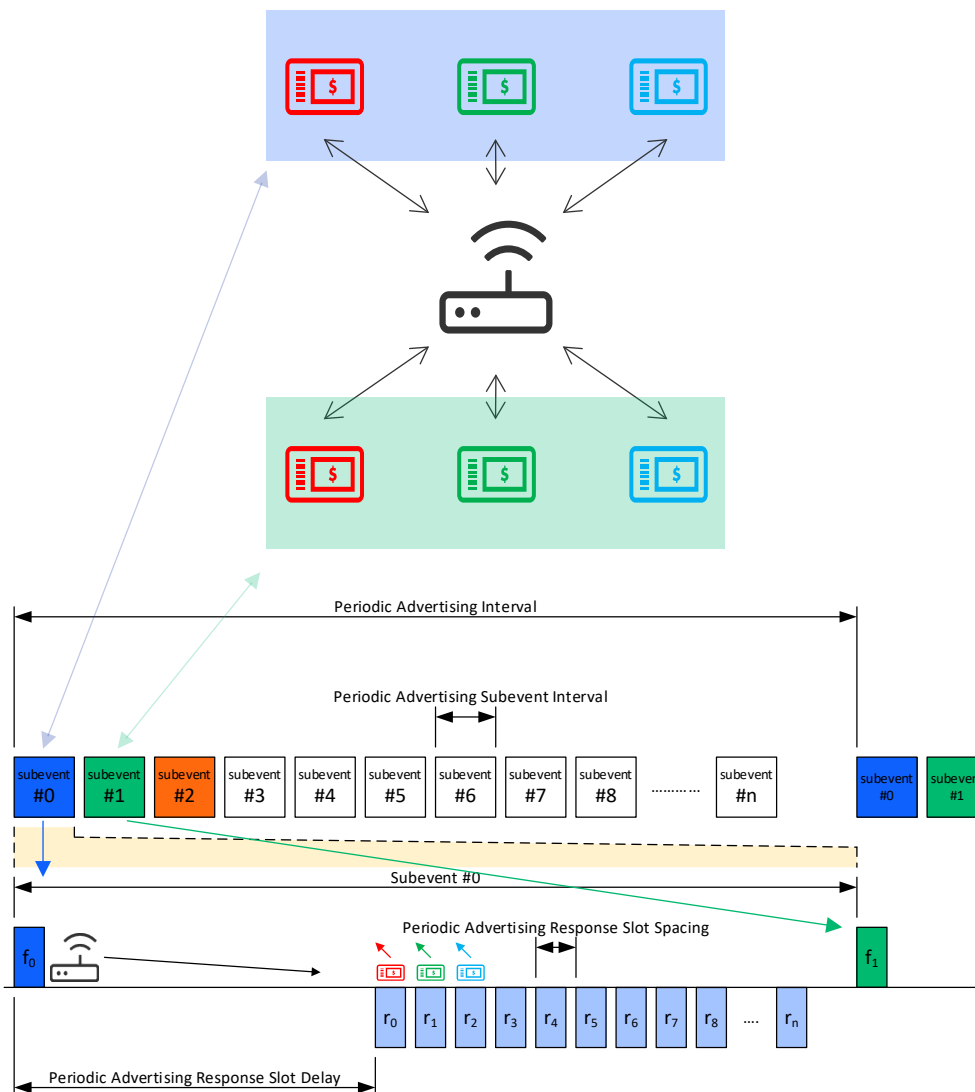 $ $ $
$ $ $
Periodic Advertising Interval
Periodic Advertising Subevent Interval
subevent #0
subevent #1
subevent #2
subevent #3
subevent #4
subevent #5
subevent #6
subevent #7
subevent #8
............
subevent #n
subevent #0
subevent #1
Subevent #0
Periodic Advertising Response Slot Spacing
f0
f1
r0 r1 r2 r3 r4 r5 r6 r7 r8 .... rn
Periodic Advertising Response Slot Delay